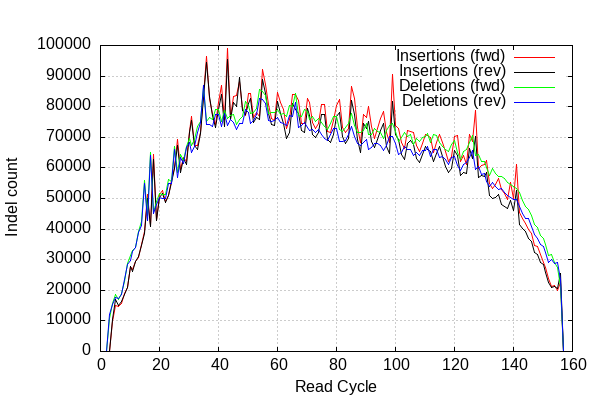 Insertions (fwd)
Insertions (rev)
Deletions (fwd)
Deletions (rev)
100000
90000
80000
70000
60000
50000
40000
30000
20000
10000
0
Indel count
0 20 40 60 80 100 120 140 160
Read Cycle